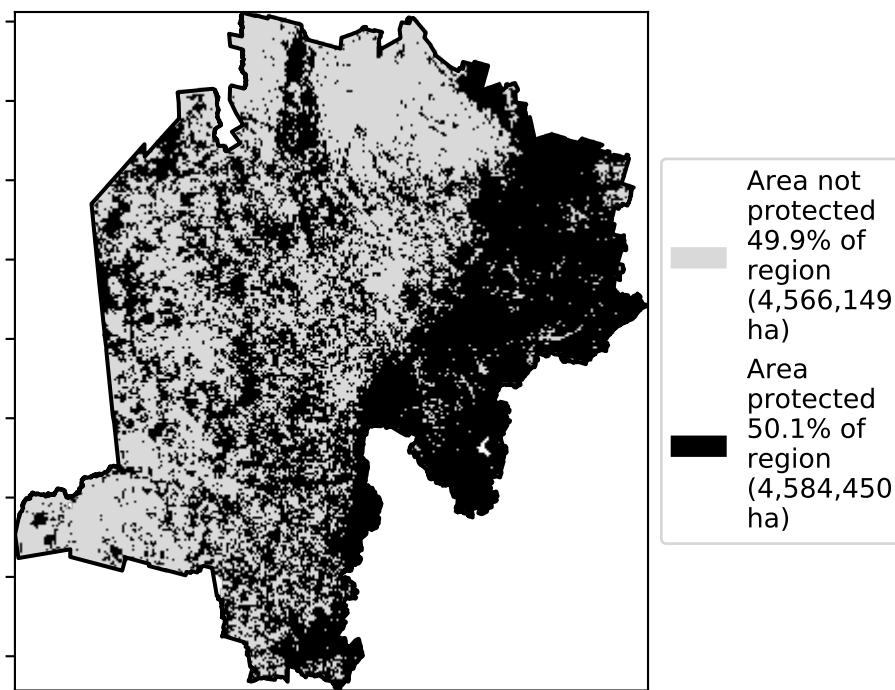 Area not
protected
49.9% of
region
(4,566,149
ha)
Area
protected
50.1% of
region
(4,584,450
ha)